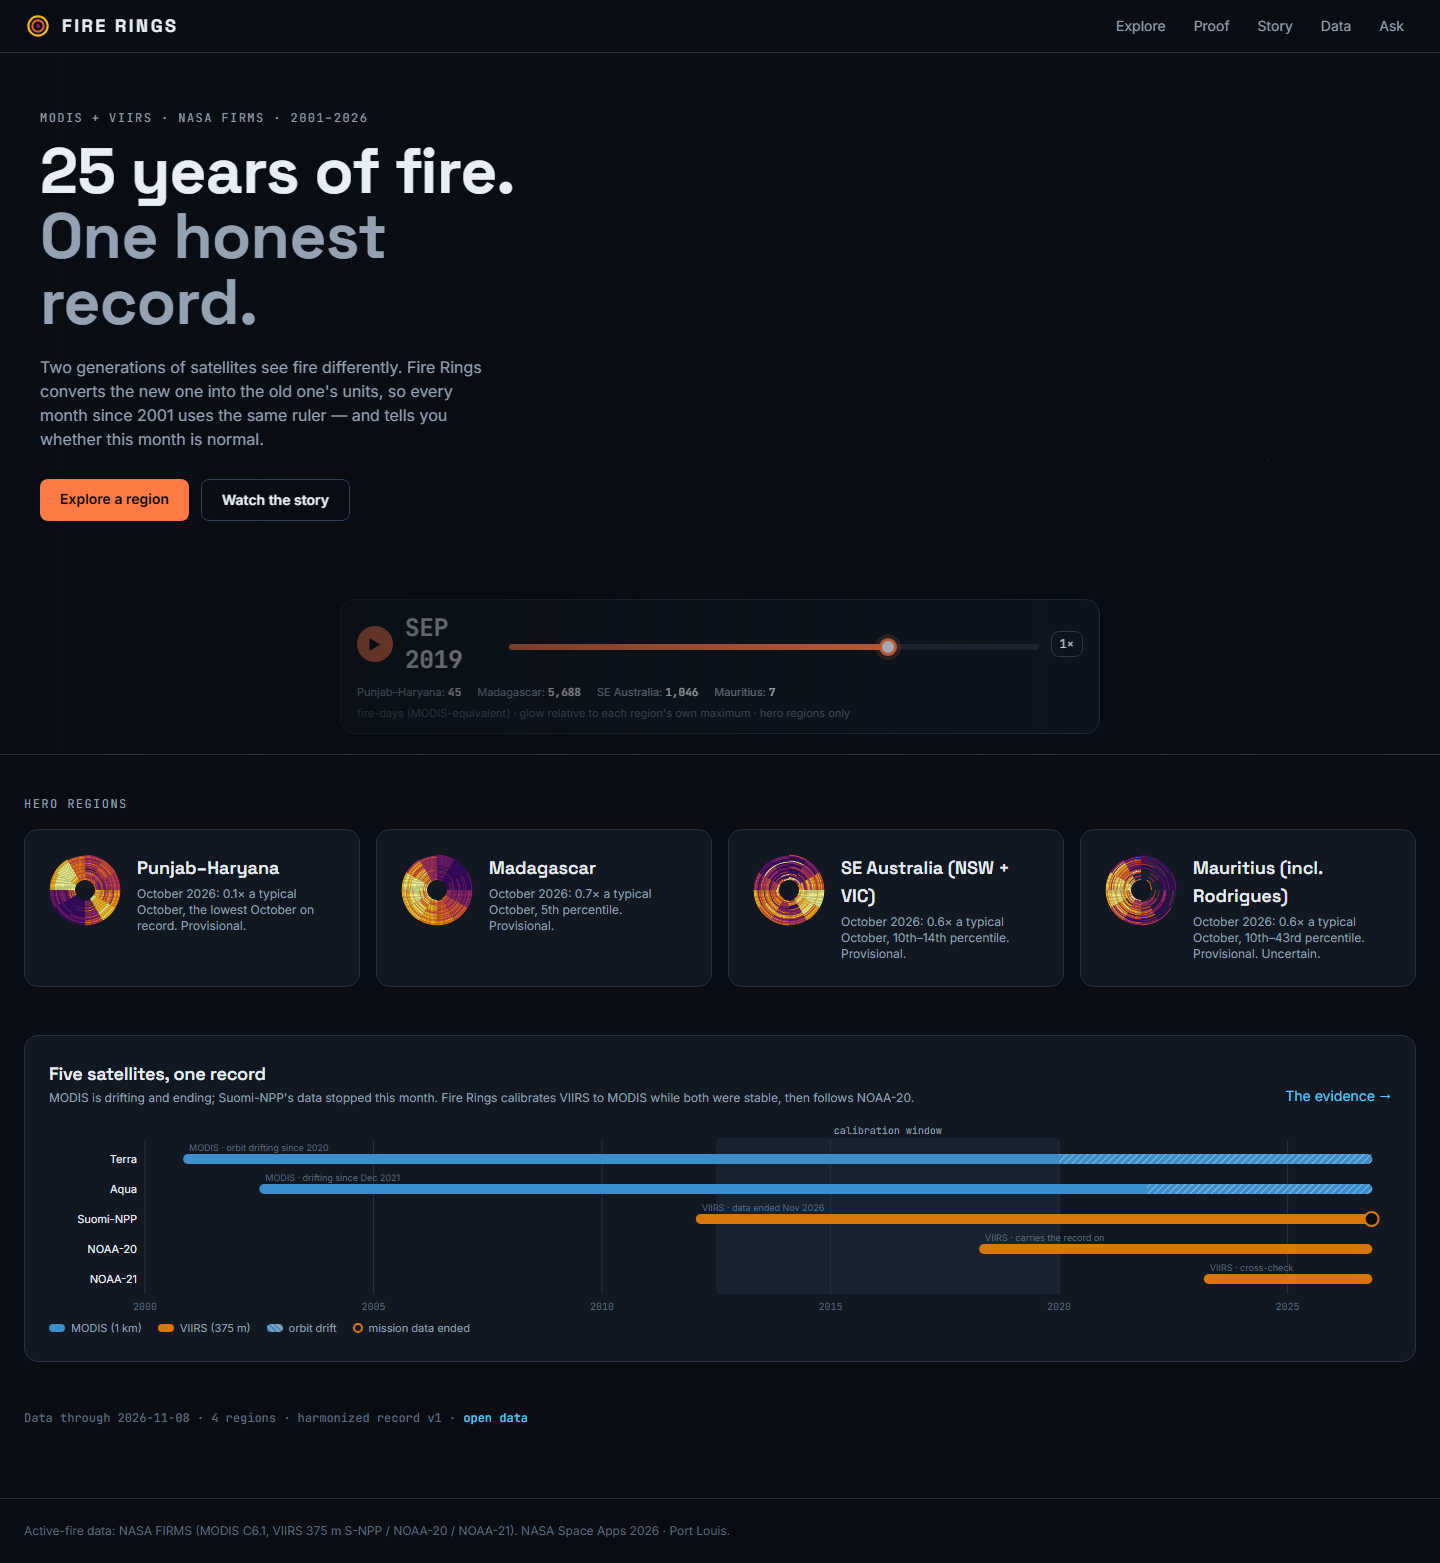 FIRE RINGS
Explore
Proof
Story
Data
Ask
MODIS + VIIRS · NASA FIRMS · 2001–2026
25 years of fire.
One honest
record.
Two generations of satellites see fire differently. Fire Rings
converts the new one into the old one's units, so every
month since 2001 uses the same ruler — and tells you
whether this month is normal.
Explore a region
Watch the story
SEP
2019
1×
Punjab–Haryana: 45 Madagascar: 5,688 SE Australia: 1,046 Mauritius: 7
fire-days (MODIS-equivalent) · glow relative to each region's own maximum · hero regions only
HERO REGIONS
Punjab–Haryana
October 2026: 0.1× a typical
October, the lowest October on
record. Provisional.
Madagascar
October 2026: 0.7× a typical
October, 5th percentile.
Provisional.
SE Australia (NSW +
VIC)
October 2026: 0.6× a typical
October, 10th–14th percentile.
Provisional.
Mauritius (incl.
Rodrigues)
October 2026: 0.6× a typical
October, 10th–43rd percentile.
Provisional. Uncertain.
Five satellites, one record
MODIS is drifting and ending; Suomi-NPP's data stopped this month. Fire Rings calibrates VIIRS to MODIS while both were stable, then follows NOAA-20.
The evidence →
calibration window
MODIS · orbit drifting since 2020
Terra
MODIS · drifting since Dec 2021
Aqua
VIIRS · data ended Nov 2026
Suomi-NPP
VIIRS · carries the record on
NOAA-20
VIIRS · cross-check
NOAA-21
2000 2005 2010 2015 2020 2025
MODIS (1 km) VIIRS (375 m) orbit drift mission data ended
Data through 2026-11-08 · 4 regions · harmonized record v1 · open data
Active-fire data: NASA FIRMS (MODIS C6.1, VIIRS 375 m S-NPP / NOAA-20 / NOAA-21). NASA Space Apps 2026 · Port Louis.